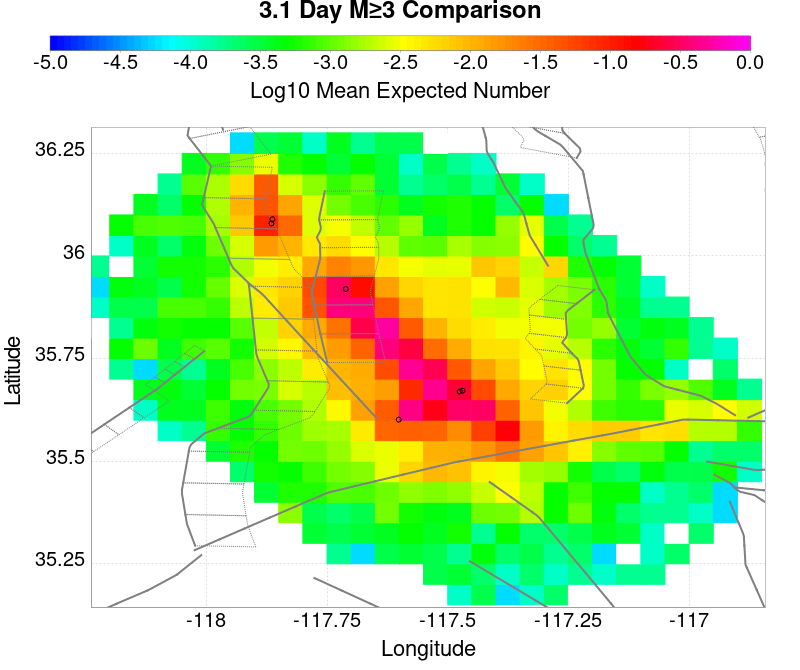 3.1 Day M≥3 Comparison
-5.0 -4.5 -4.0 -3.5 -3.0 -2.5 -2.0 -1.5 -1.0 -0.5 0.0
Log10 Mean Expected Number
36.25
36
35.75
35.5
35.25
Latitude
-118 -117.75 -117.5 -117.25 -117
Longitude